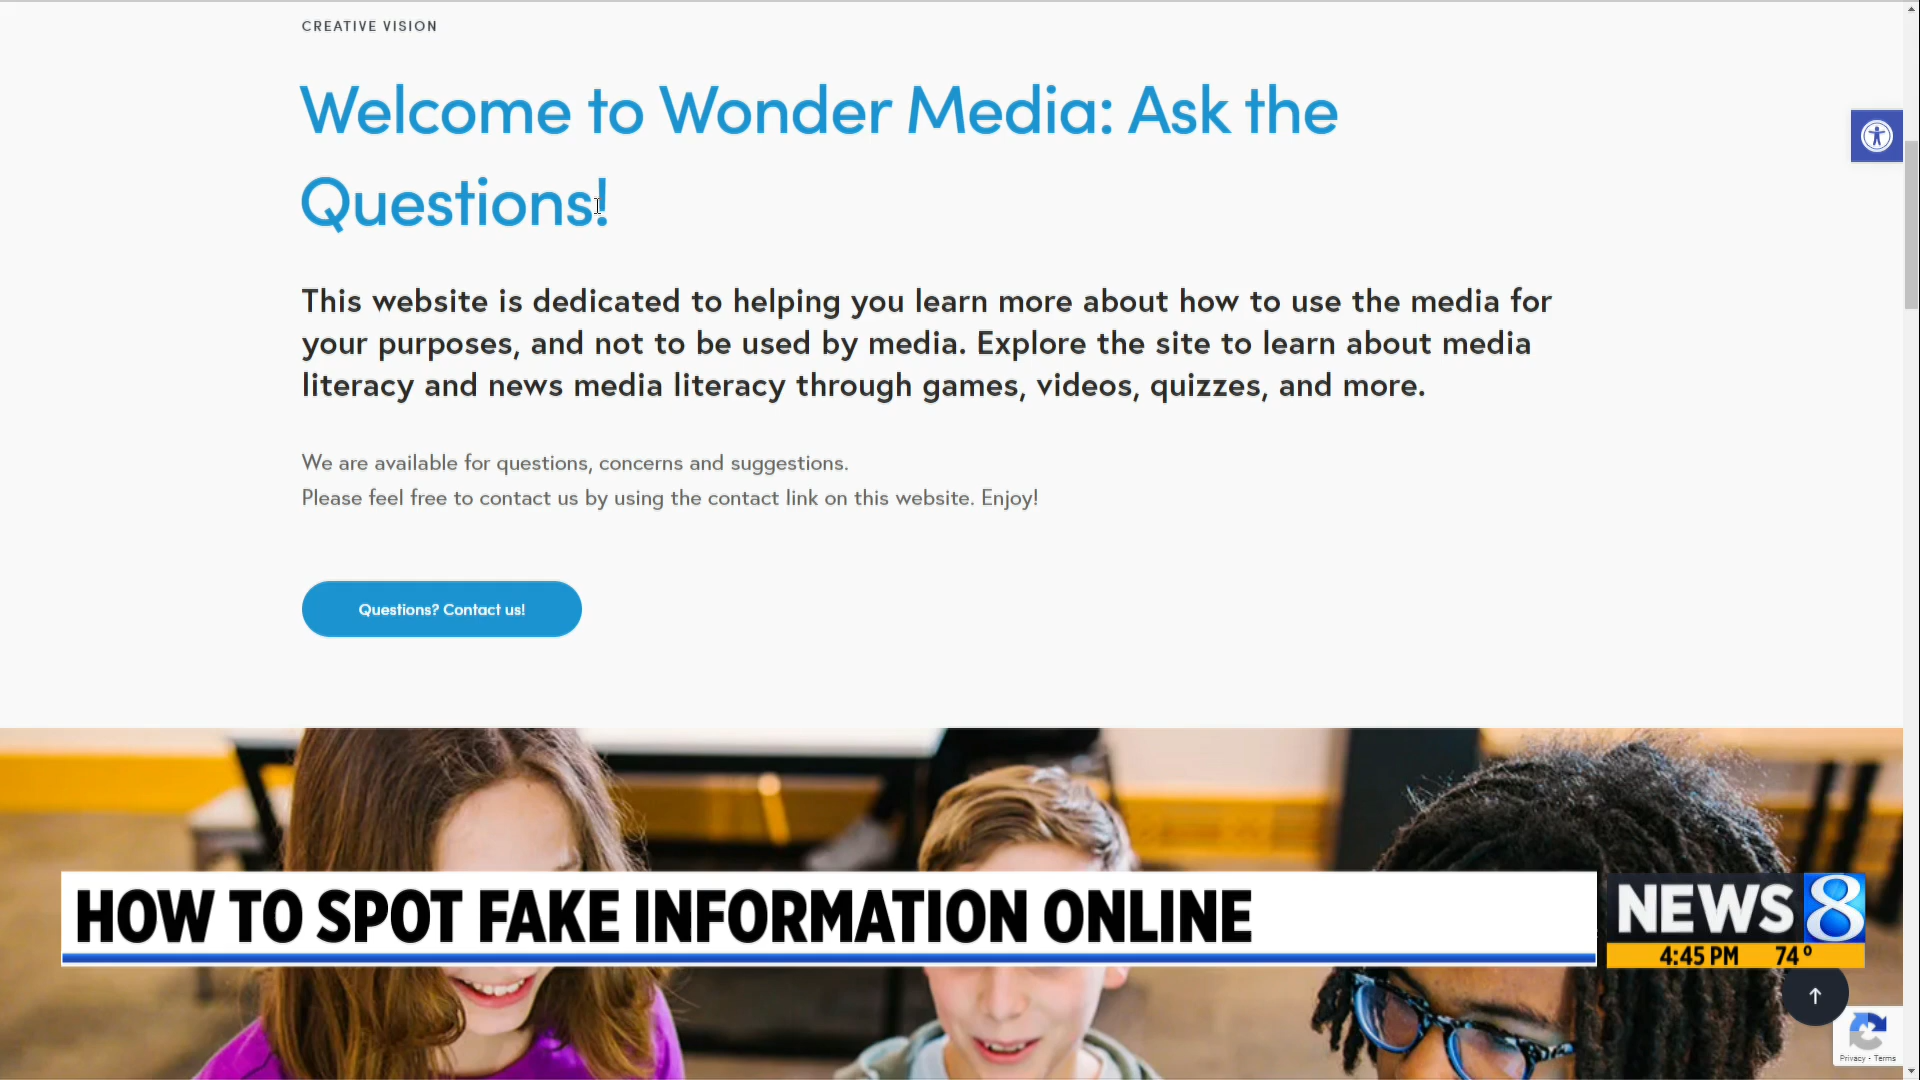 CREATIVE VISION
Welcome to Wonder Media: Ask the
Questions!
This website is dedicated to helping you learn more about how to use the media for
your purposes, and not to be used by media. Explore the site to learn about media
literacy and news media literacy through games, videos, quizzes, and more.
We are available for questions, concerns and suggestions.
Please feel free to contact us by using the contact link on this website. Enjoy!
Questions? Contact us!
HOW TO SPOT FAKE INFORMATION ONLINE
NEWS 8
4:45 PM 74°
Privacy - Terms